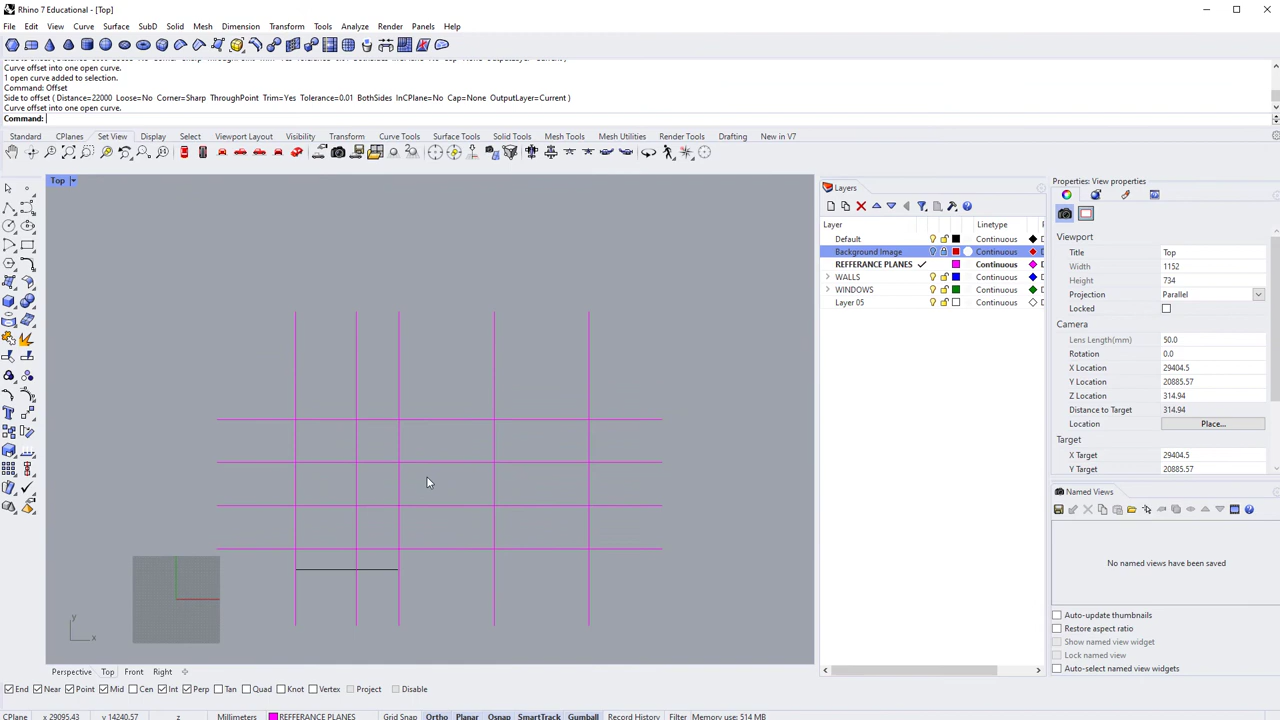 Rhino 7 Educational - [Top]
File Edit View Curve Surface SubD Solid Mesh Dimension Transform Tools Analyze Render Panels Help
Curve offset into one open curve.
1 open curve added to selection.
Command: Offset
Side to offset ( Distance=22000 Loose=No Corner=Sharp ThroughPoint Trim=Yes Tolerance=0.01 BothSides InCPlane=No Cap=None OutputLayer=Current )
Curve offset into one open curve.
Command:
Standard CPlanes Set View Display Select Viewport Layout Visibility Transform Curve Tools Surface Tools Solid Tools Mesh Tools Mesh Utilities Render Tools Drafting New in V7
Top
Layers
Layer Linetype
Default Continuous
Background Image Continuous
REFFERANCE PLANES Continuous
WALLS Continuous
WINDOWS Continuous
Layer 05 Continuous
Properties: View properties
Viewport
Title Top
Width 1152
Height 734
Projection Parallel
Locked
Camera
Lens Length(mm) 50.0
Rotation 0.0
X Location 29404.5
Y Location 20885.57
Z Location 314.94
Distance to Target 314.94
Location Place...
Target
X Target 29404.5
Y Target 20885.57
Named Views
No named views have been saved
Auto-update thumbnails
Restore aspect ratio
Show named view widget
Lock named view
Auto-select named view widgets
y
x
Perspective Top Front Right
End Near Point Mid Cen Int Perp Tan Quad Knot Vertex Project Disable
CPlane x 29095.43 y 14240.57 z Millimeters REFFERANCE PLANES Grid Snap Ortho Planar Osnap SmartTrack Gumball Record History Filter Memory use: 514 MB